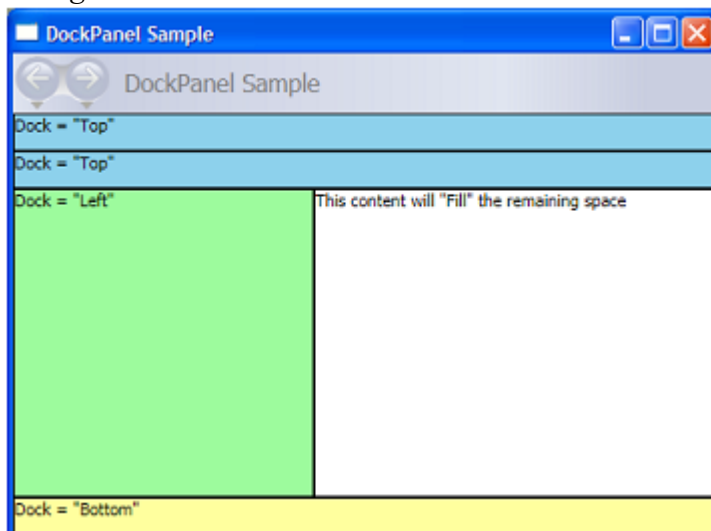 DockPanel Sample
DockPanel Sample
Dock = "Top"
Dock = "Top"
Dock = "Left"
This content will "Fill" the remaining space
Dock = "Bottom"